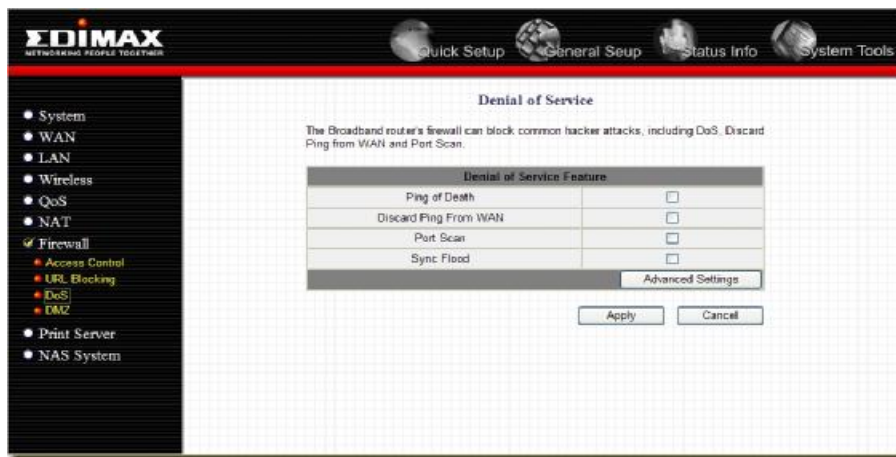 EDIMAX
NETWORKING PEOPLE TOGETHER
Quick Setup
General Seup
Status Info
System Tools
System
WAN
LAN
Wireless
QoS
NAT
Firewall
Access Control
URL Blocking
DoS
DMZ
Print Server
NAS System
Denial of Service
The Broadband router's firewall can block common hacker attacks, including DoS, Discard
Ping from WAN and Port Scan.
Denial of Service Feature
Ping of Death
Discard Ping From WAN
Port Scan
Sync Flood
Advanced Settings
Apply
Cancel